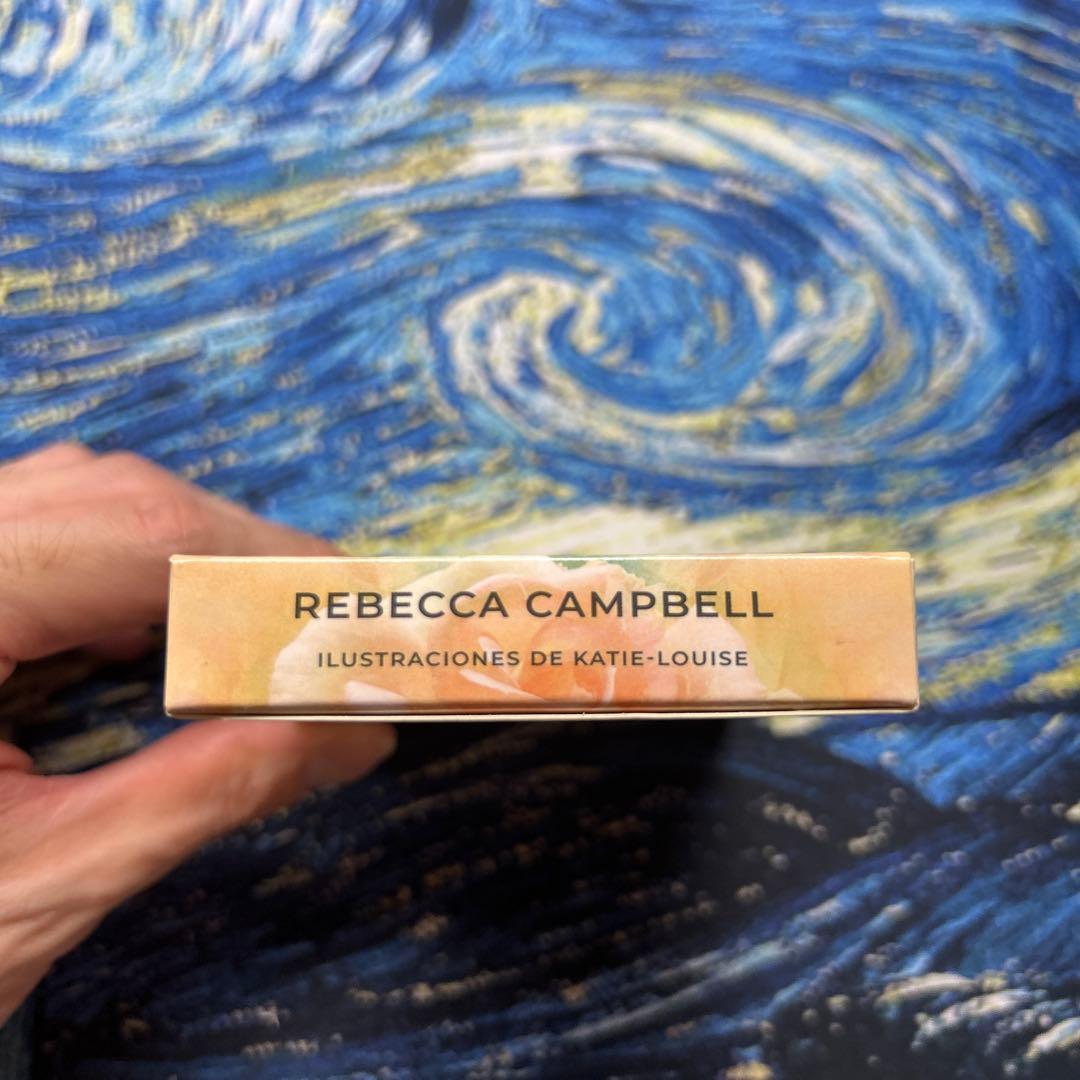 REBECCA CAMPBELL
ILUSTRACIONES DE KATIE-LOUISE